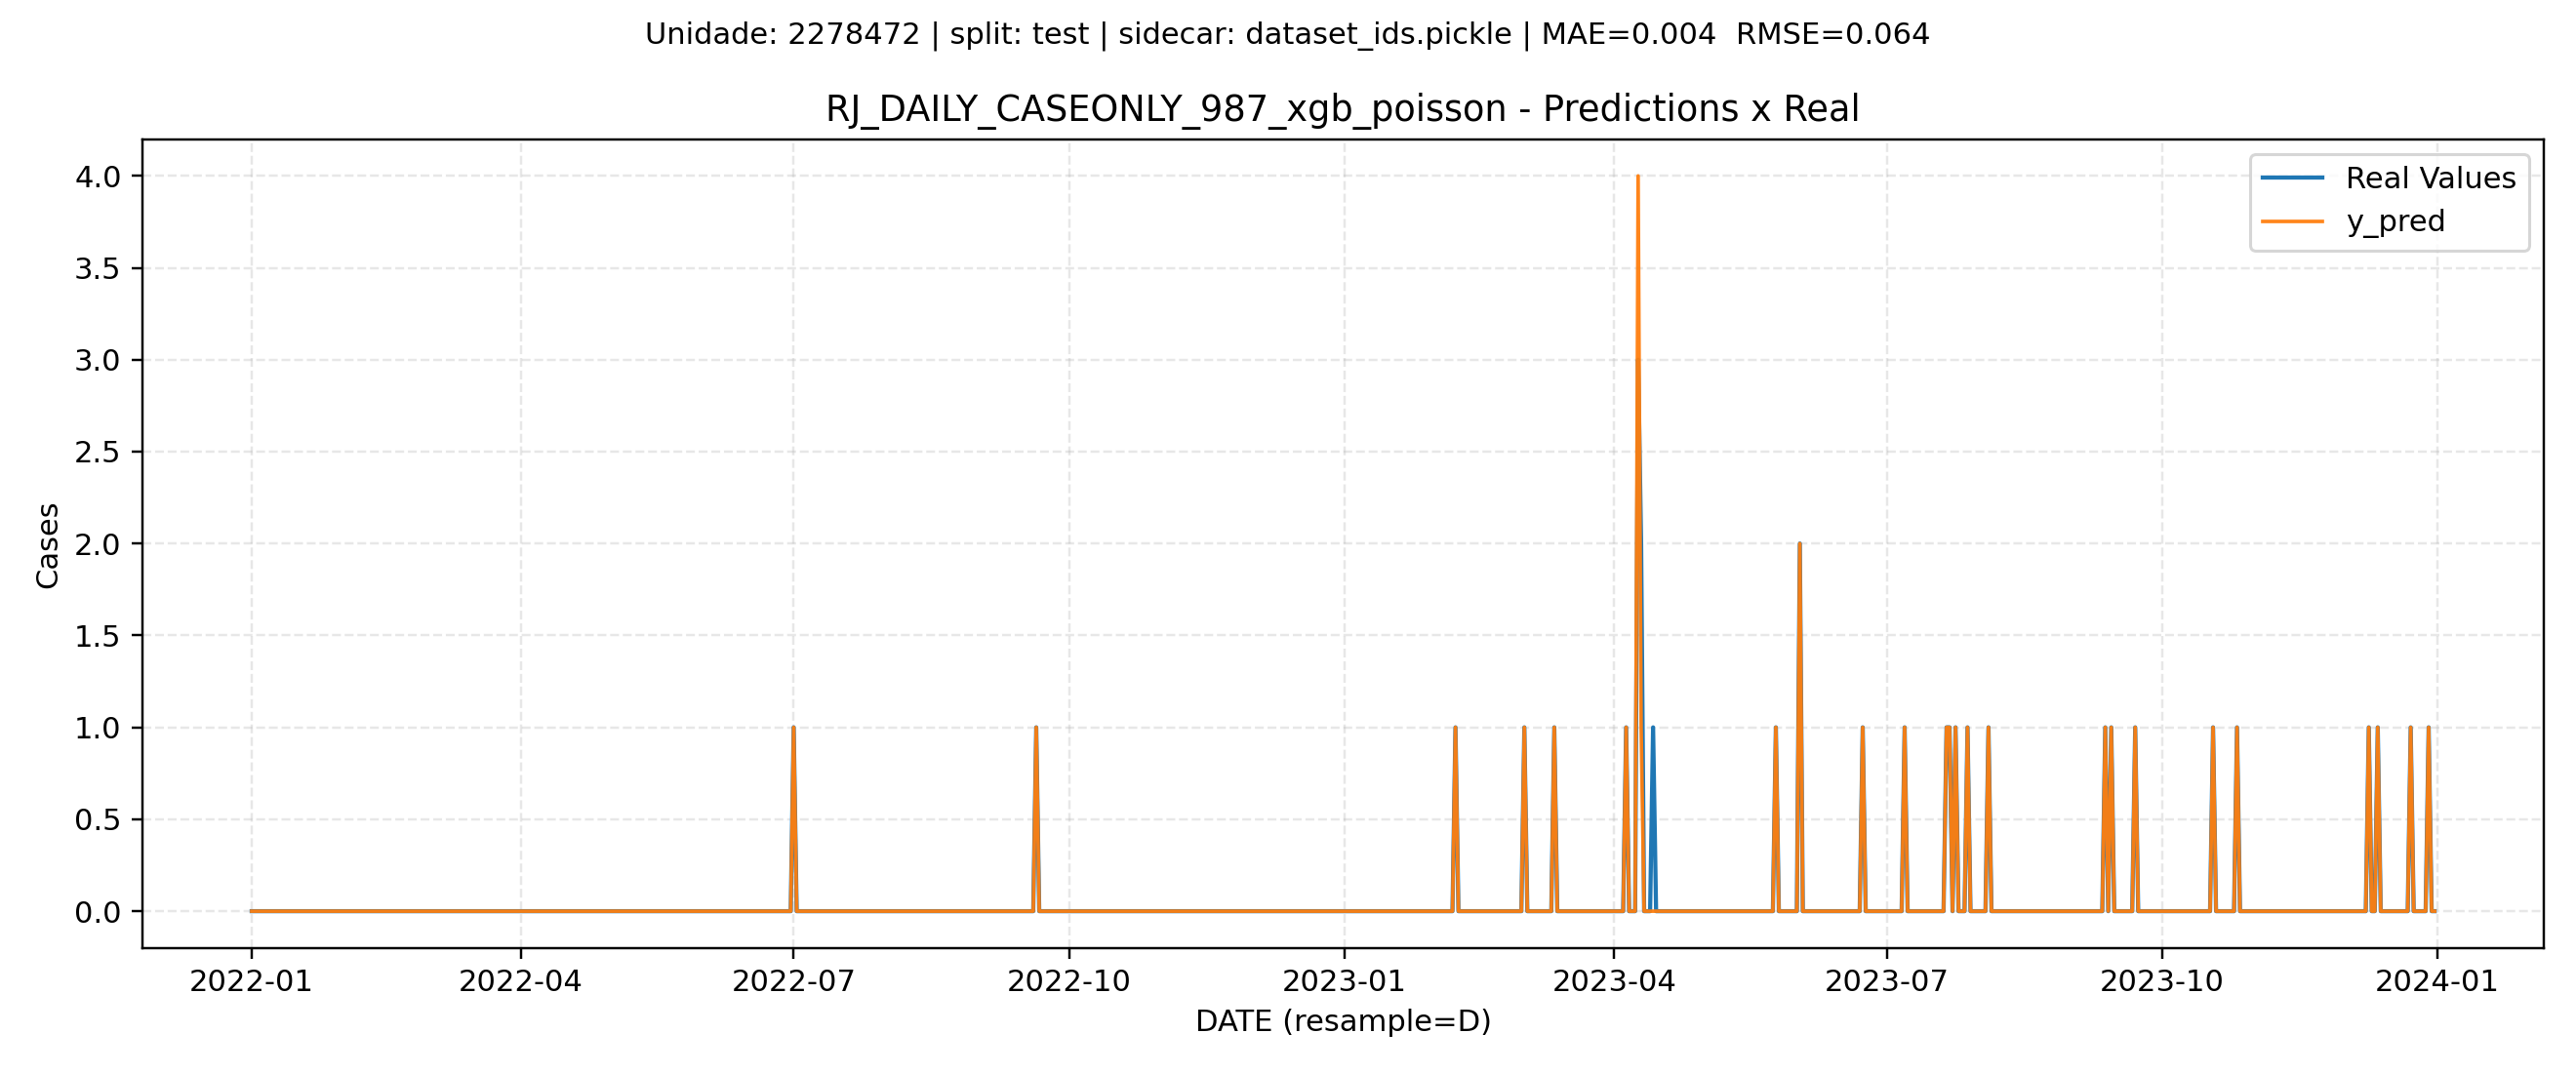 Unidade: 2278472 | split: test | sidecar: dataset_ids.pickle | MAE=0.004  RMSE=0.064
RJ_DAILY_CASEONLY_987_xgb_poisson - Predictions x Real
Real Values
y_pred
4.0
3.5
3.0
2.5
2.0
1.5
1.0
0.5
0.0
Cases
2022-01 2022-04 2022-07 2022-10 2023-01 2023-04 2023-07 2023-10 2024-01
DATE (resample=D)